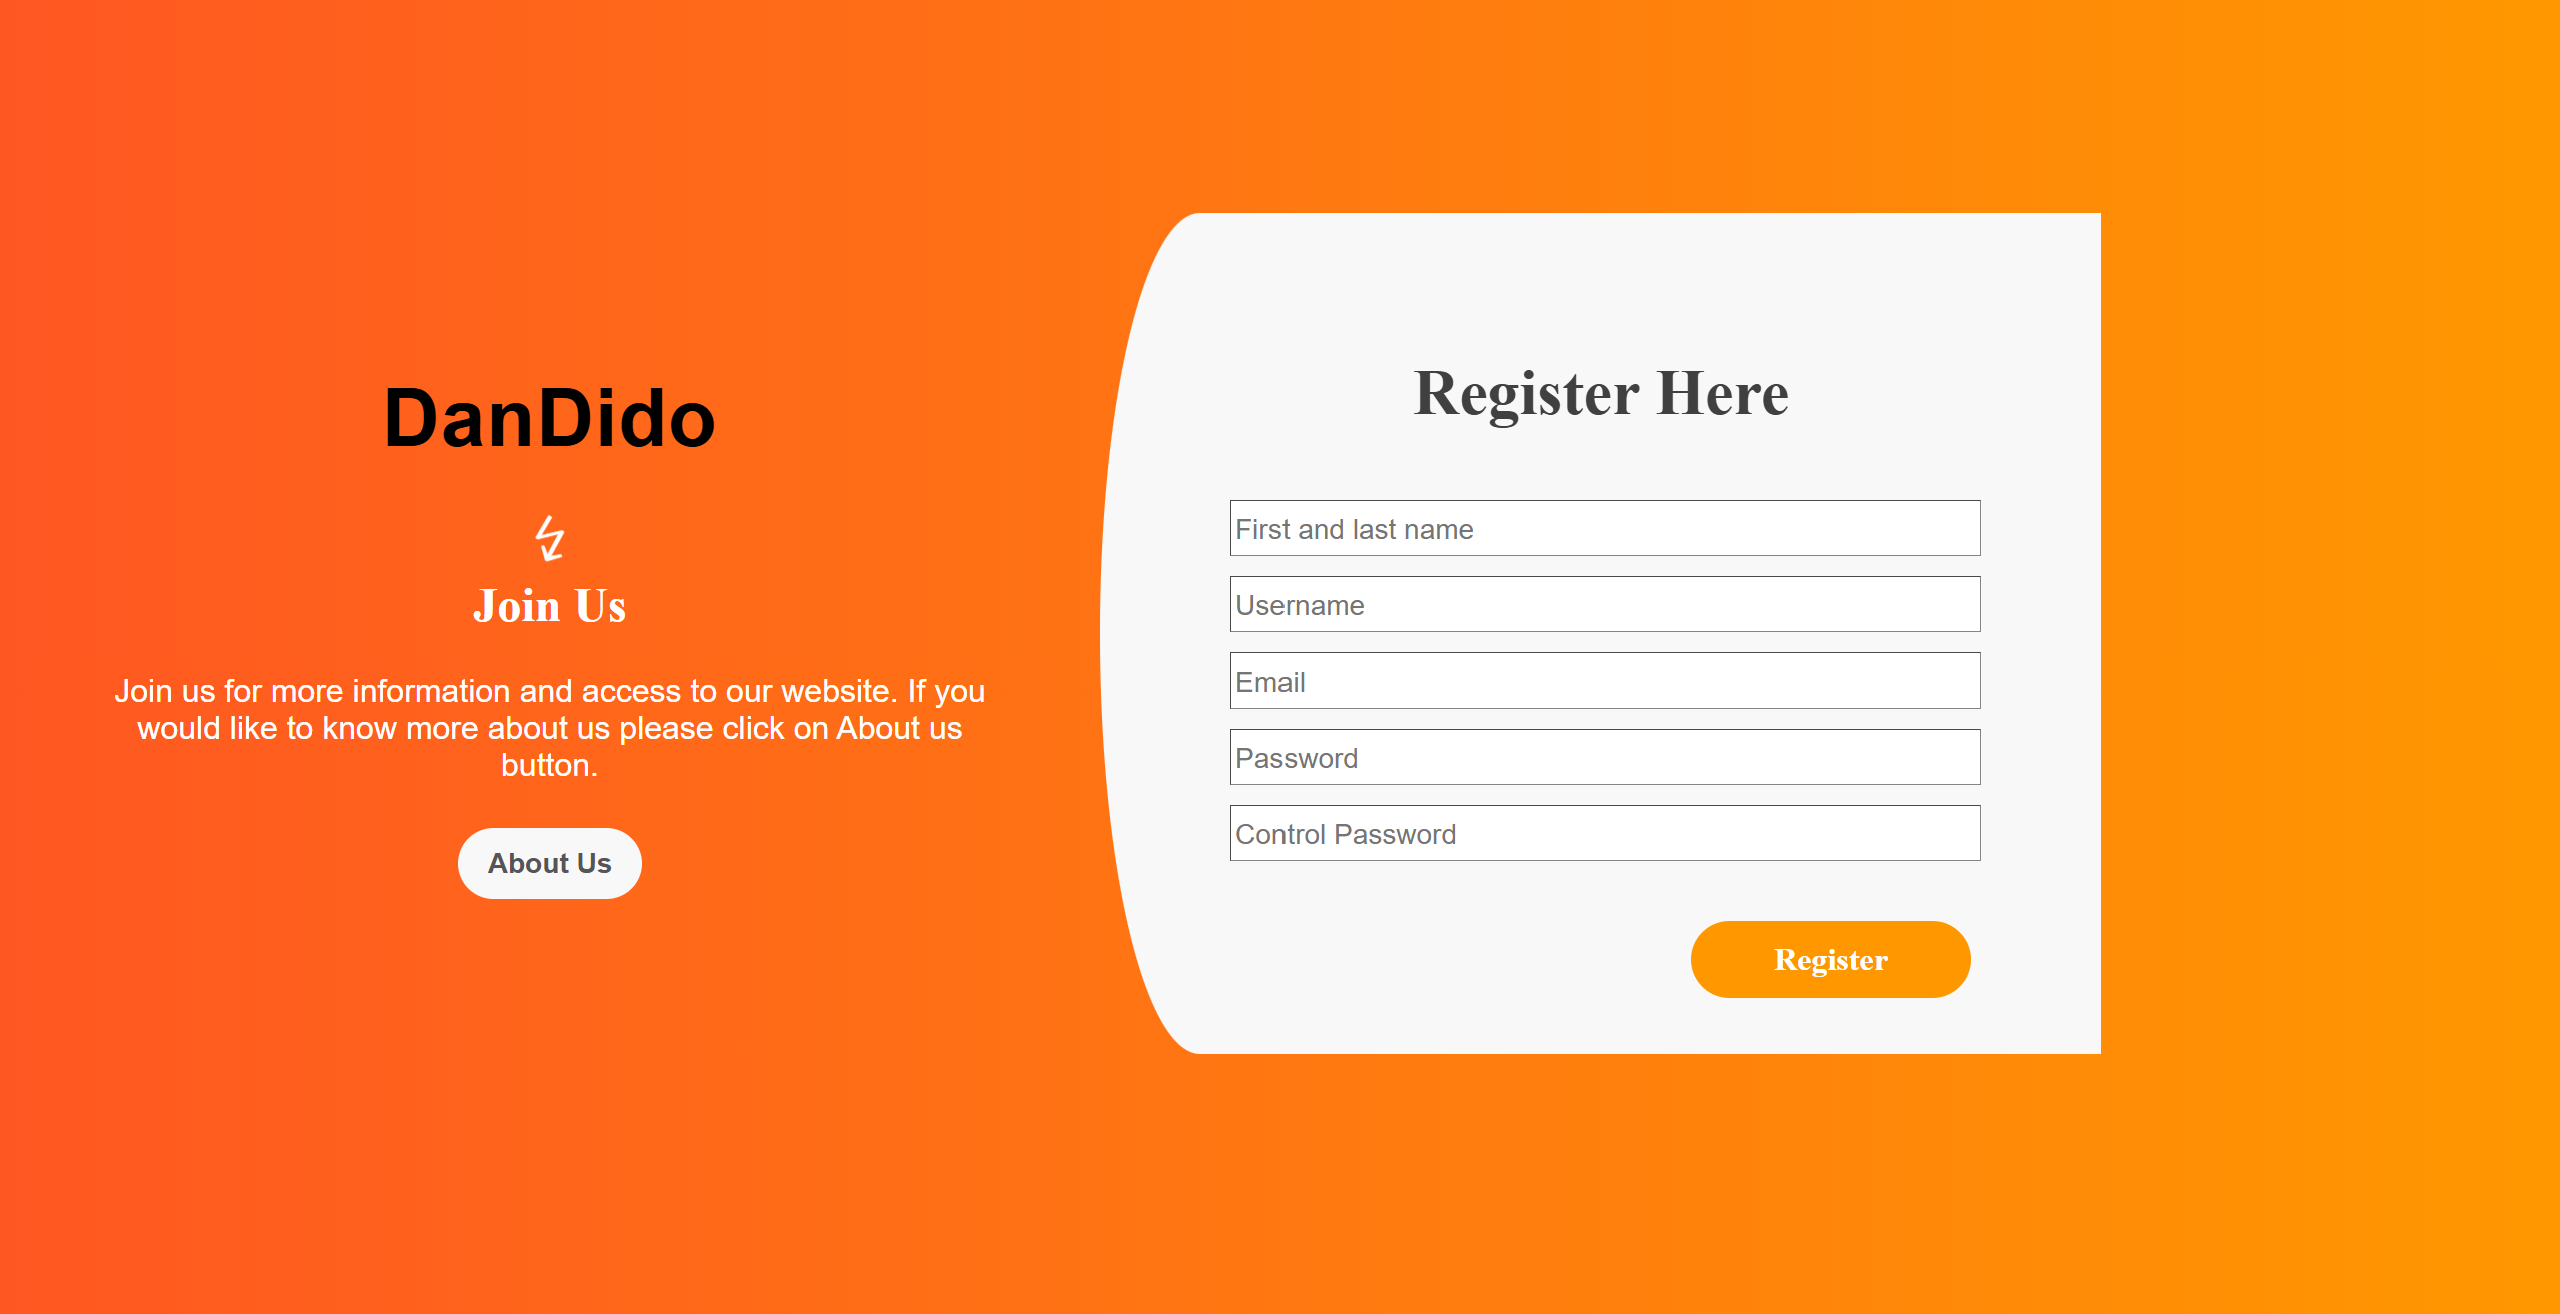 DanDido
Join Us
Join us for more information and access to our website. If you
would like to know more about us please click on About us
button.
About Us
Register Here
First and last name
Username
Email
Password
Control Password
Register